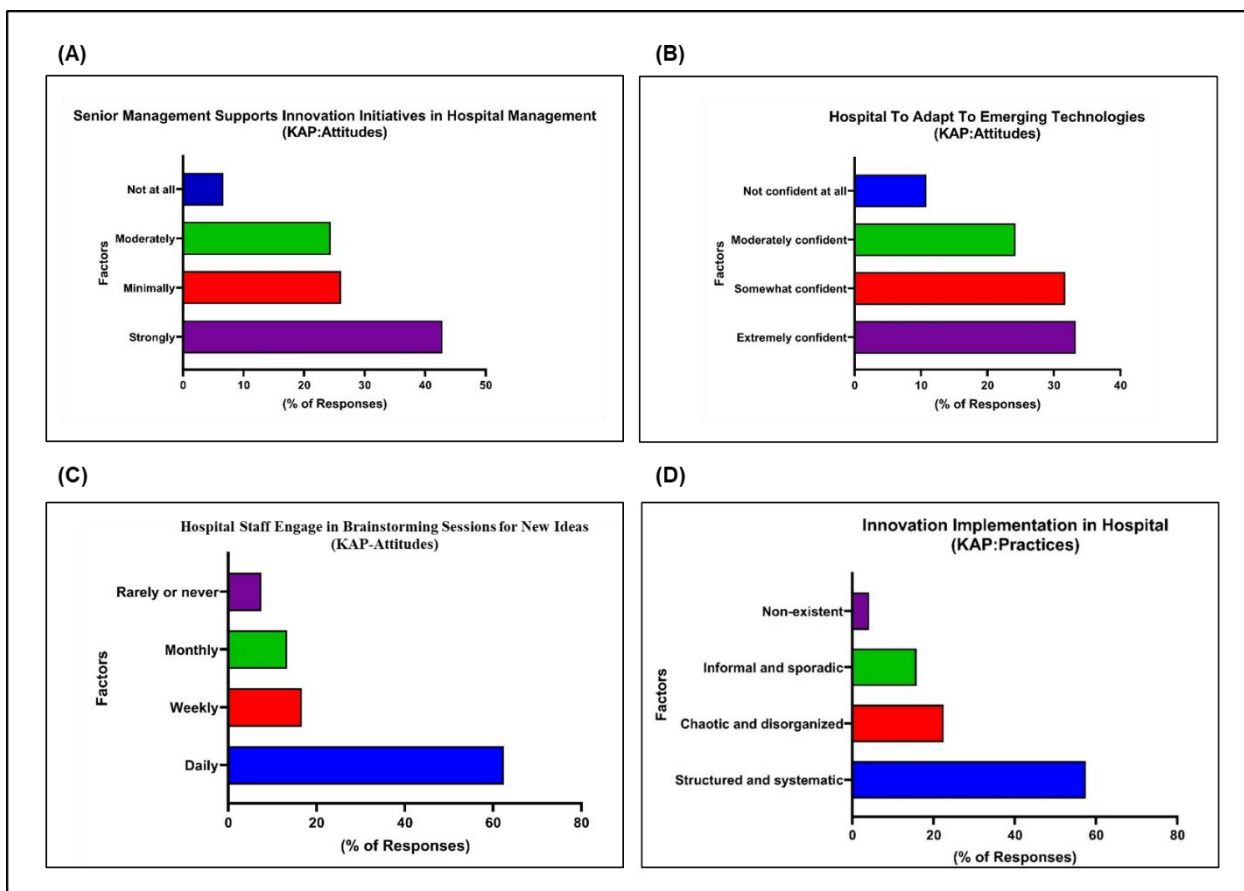 (A)
Senior Management Supports Innovation Initiatives in Hospital Management
(KAP:Attitudes)
Not at all
Moderately
Minimally
Strongly
Factors
0 10 20 30 40 50
(% of Responses)
(B)
Hospital To Adapt To Emerging Technologies
(KAP:Attitudes)
Not confident at all
Moderately confident
Somewhat confident
Extremely confident
Factors
0 10 20 30 40
(% of Responses)
(C)
Hospital Staff Engage in Brainstorming Sessions for New Ideas
(KAP-Attitudes)
Rarely or never
Monthly
Weekly
Daily
Factors
0 20 40 60 80
(% of Responses)
(D)
Innovation Implementation in Hospital
(KAP:Practices)
Non-existent
Informal and sporadic
Chaotic and disorganized
Structured and systematic
Factors
0 20 40 60 80
(% of Responses)